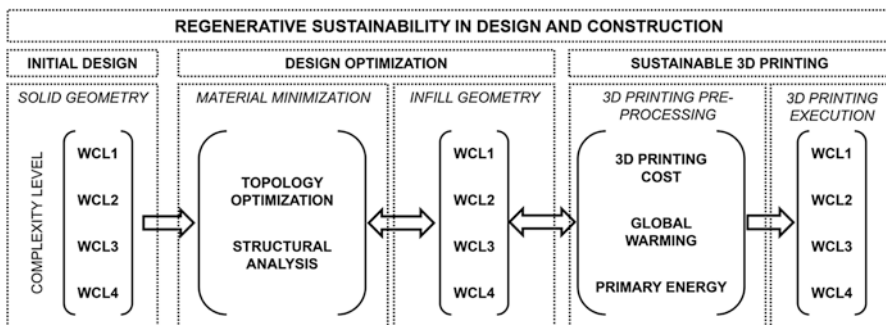 REGENERATIVE SUSTAINABILITY IN DESIGN AND CONSTRUCTION
INITIAL DESIGN
DESIGN OPTIMIZATION
SUSTAINABLE 3D PRINTING
SOLID GEOMETRY
MATERIAL MINIMIZATION
INFILL GEOMETRY
3D PRINTING PRE-
PROCESSING
3D PRINTING
EXECUTION
COMPLEXITY LEVEL
WCL1
WCL2
WCL3
WCL4
TOPOLOGY
OPTIMIZATION
STRUCTURAL
ANALYSIS
WCL1
WCL2
WCL3
WCL4
3D PRINTING
COST
GLOBAL
WARMING
PRIMARY ENERGY
WCL1
WCL2
WCL3
WCL4